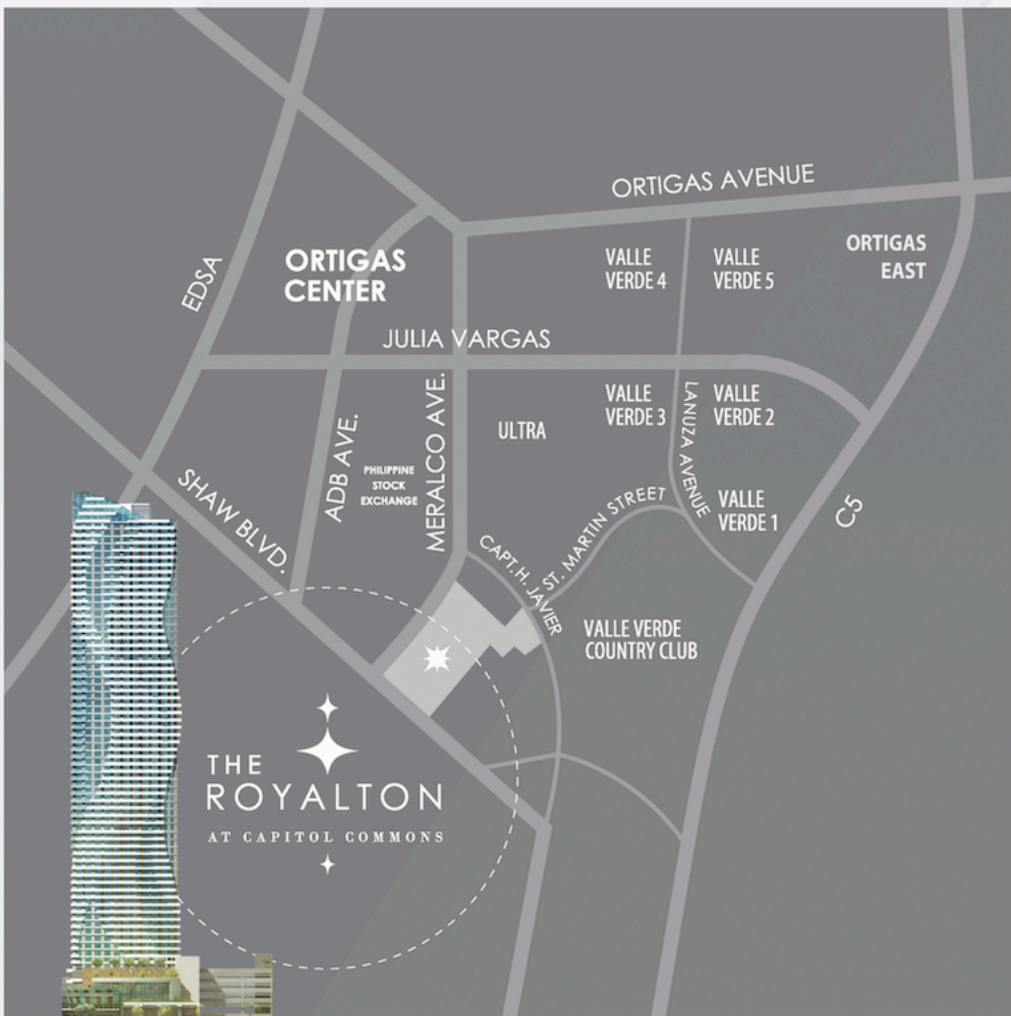 ORTIGAS AVENUE
EDSA
ORTIGAS
CENTER
VALLE
VERDE 4
VALLE
VERDE 5
ORTIGAS
EAST
JULIA VARGAS
ADB AVE.
PHILIPPINE
STOCK
EXCHANGE
MERALCO AVE.
ULTRA
VALLE
VERDE 3
LANUZA AVENUE
VALLE
VERDE 2
SHAW BLVD.
CAPT. H. JAVIER
ST. MARTIN STREET
VALLE
VERDE 1
C5
VALLE VERDE
COUNTRY CLUB
THE
ROYALTON
AT CAPITOL COMMONS